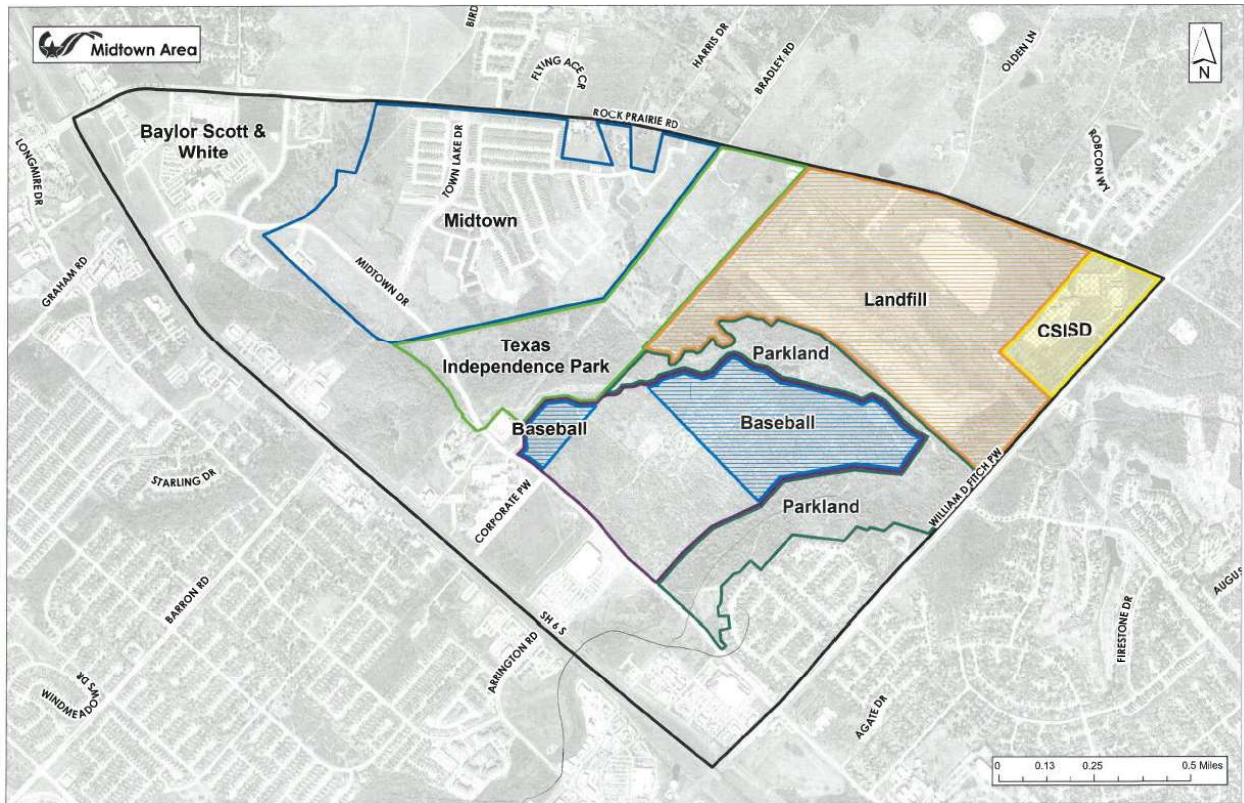 Midtown Area
BIRD
FLYING ACE CR
HARRIS DR
BRADLEY RD
OLDEN LN
N
ROCK PRAIRIE RD
LONGMIRE DR
Baylor Scott &
White
TOWN LAKE DR
ROBCON WY
Midtown
MIDTOWN DR
GRAHAM RD
Landfill
CSISD
Texas
Independence Park
Parkland
Baseball
Baseball
STARLING DR
CORPORATE PW
Parkland
WILLIAM D FITCH PW
BARRON RD
SH 6 S
ARRINGTON RD
AUGUS
FIRESTONE DR
WINDMEADOWS DR
AGATE DR
0 0.13 0.25 0.5 Miles